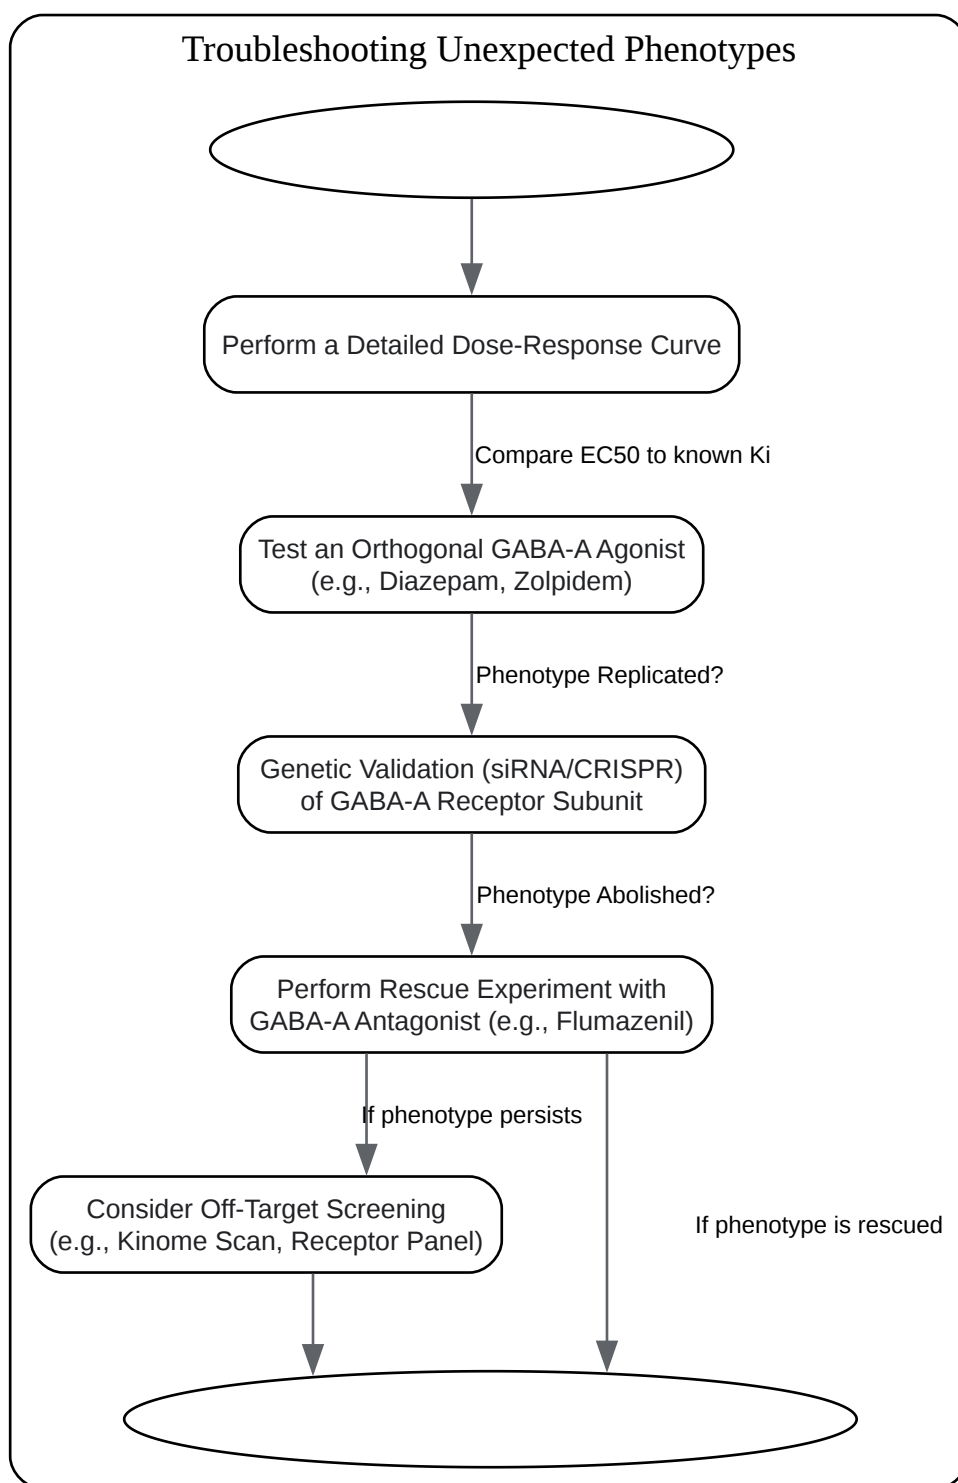 Troubleshooting Unexpected Phenotypes
Perform a Detailed Dose-Response Curve
Compare EC50 to known Ki
Test an Orthogonal GABA-A Agonist
(e.g., Diazepam, Zolpidem)
Phenotype Replicated?
Genetic Validation (siRNA/CRISPR)
of GABA-A Receptor Subunit
Phenotype Abolished?
Perform Rescue Experiment with
GABA-A Antagonist (e.g., Flumazenil)
If phenotype persists
Consider Off-Target Screening
(e.g., Kinome Scan, Receptor Panel)
If phenotype is rescued